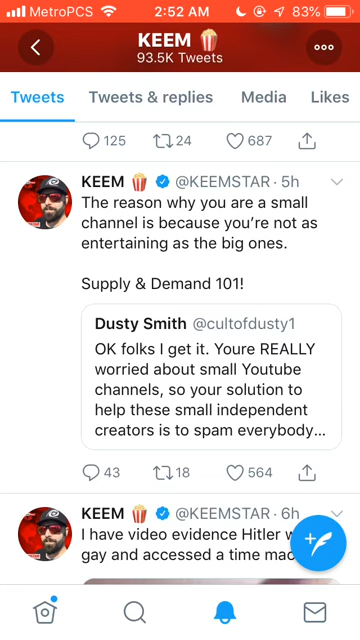 MetroPCS 2:52 AM 83%
KEEM 🍿
93.5K Tweets
Tweets Tweets & replies Media Likes
125 24 687
KEEM 🍿 @KEEMSTAR · 5h
The reason why you are a small
channel is because you're not as
entertaining as the big ones.
Supply & Demand 101!
Dusty Smith @cultofdusty1
OK folks I get it. Youre REALLY
worried about small Youtube
channels, so your solution to
help these small independent
creators is to spam everybody...
43 18 564
KEEM 🍿 @KEEMSTAR · 6h
I have video evidence Hitler
gay and accessed a time